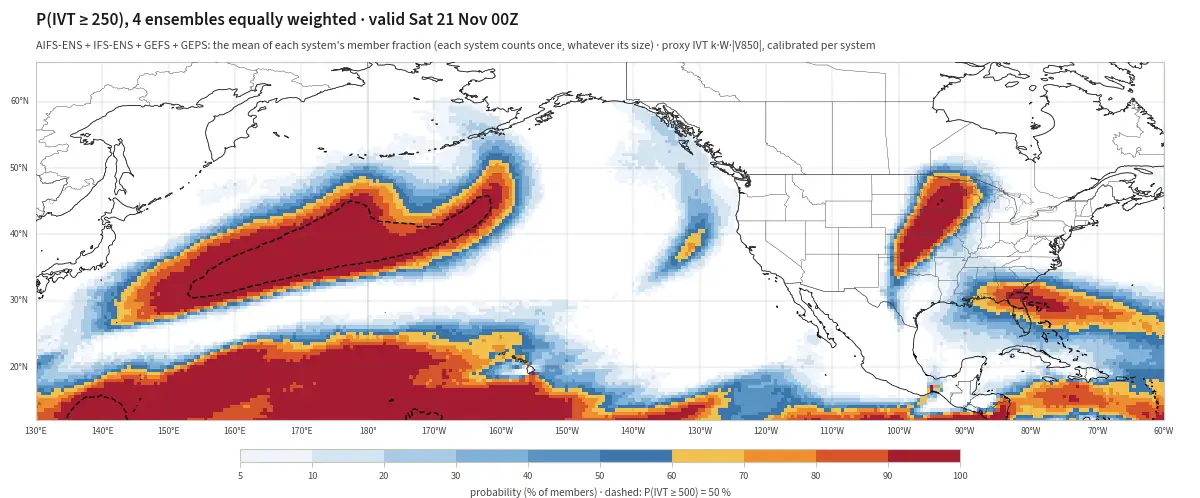 P(IVT ≥ 250), 4 ensembles equally weighted · valid Sat 21 Nov 00Z
AIFS-ENS + IFS-ENS + GEFS + GEPS: the mean of each system's member fraction (each system counts once, whatever its size) · proxy IVT k·W·|V850|, calibrated per system
60°N
50°N
40°N
30°N
20°N
130°E 140°E 150°E 160°E 170°E 180° 170°W 160°W 150°W 140°W 130°W 120°W 110°W 100°W 90°W 80°W 70°W 60°W
5 10 20 30 40 50 60 70 80 90 100
probability (% of members) · dashed: P(IVT ≥ 500) = 50 %